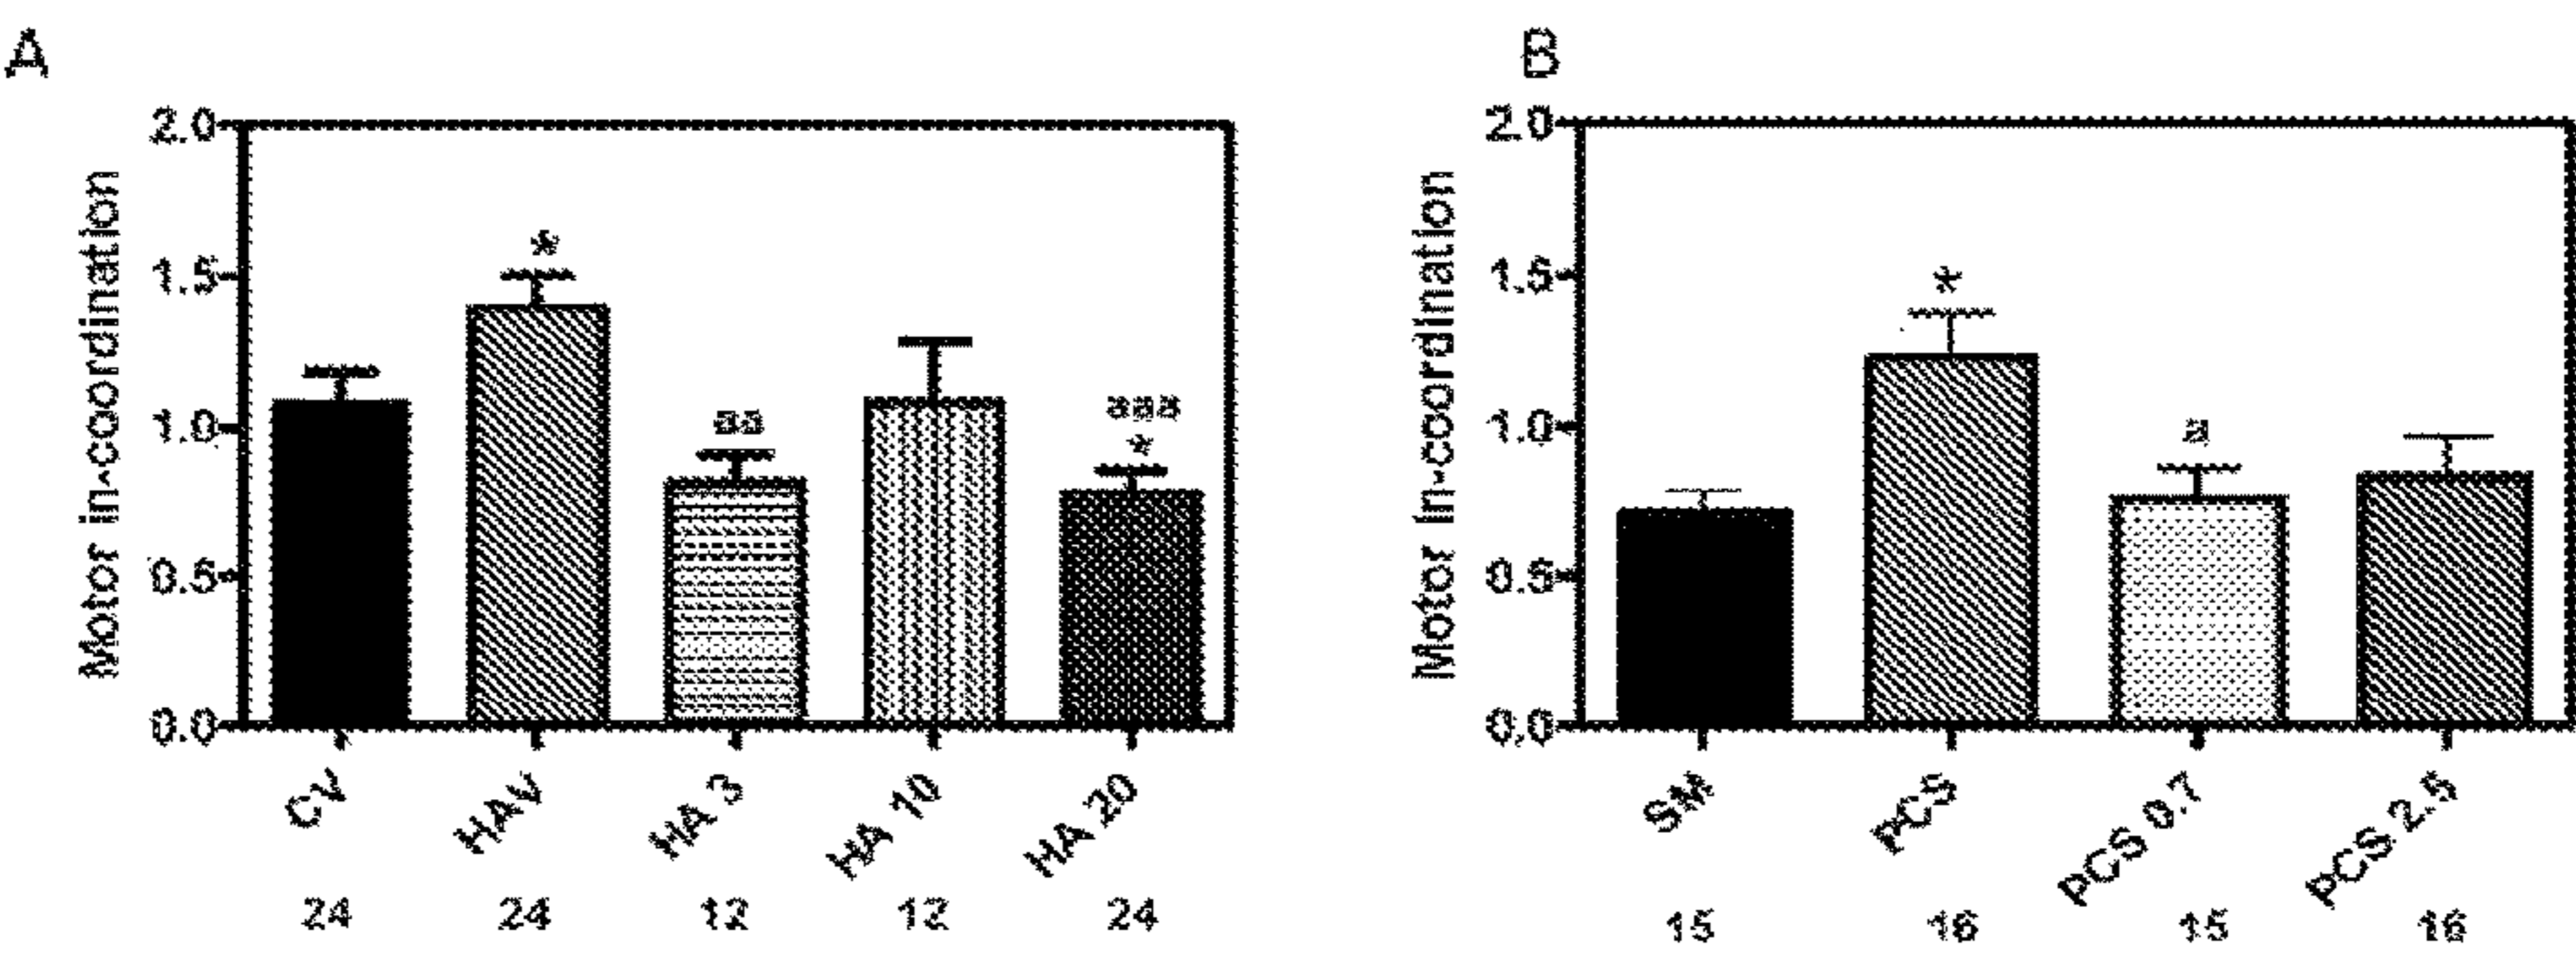 A
Motor in-coordination
2.0
1.5
1.0
0.5
0.0
*
aa
aaa
*
CV
HAV
HA 3
HA 10
HA 20
24
24
12
12
24
B
Motor in-coordination
2.0
1.5
1.0
0.5
0.0
*
a
SM
PCS
PCS 0.7
PCS 2.5
15
16
15
16